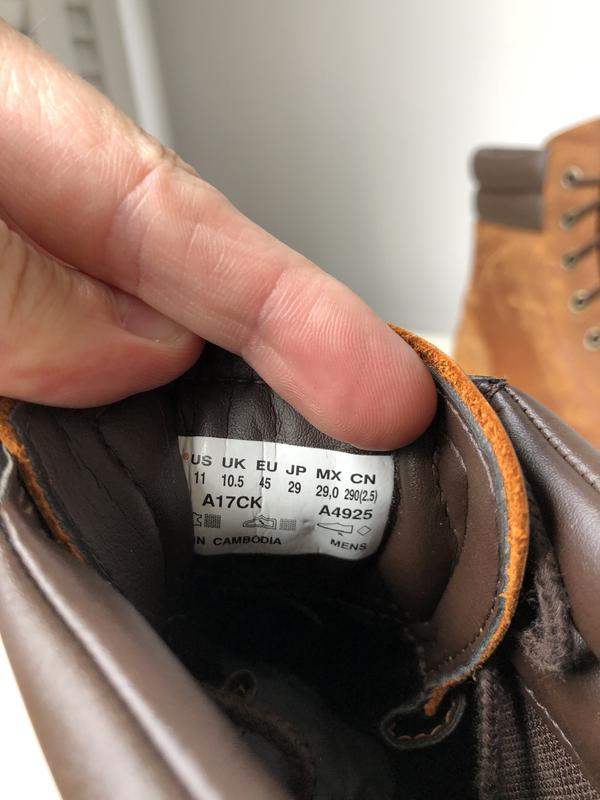 US UK EU JP MX CN
11 10.5 45 29 29,0 290(2.5)
A17CK A4925
IN CAMBODIA MENS